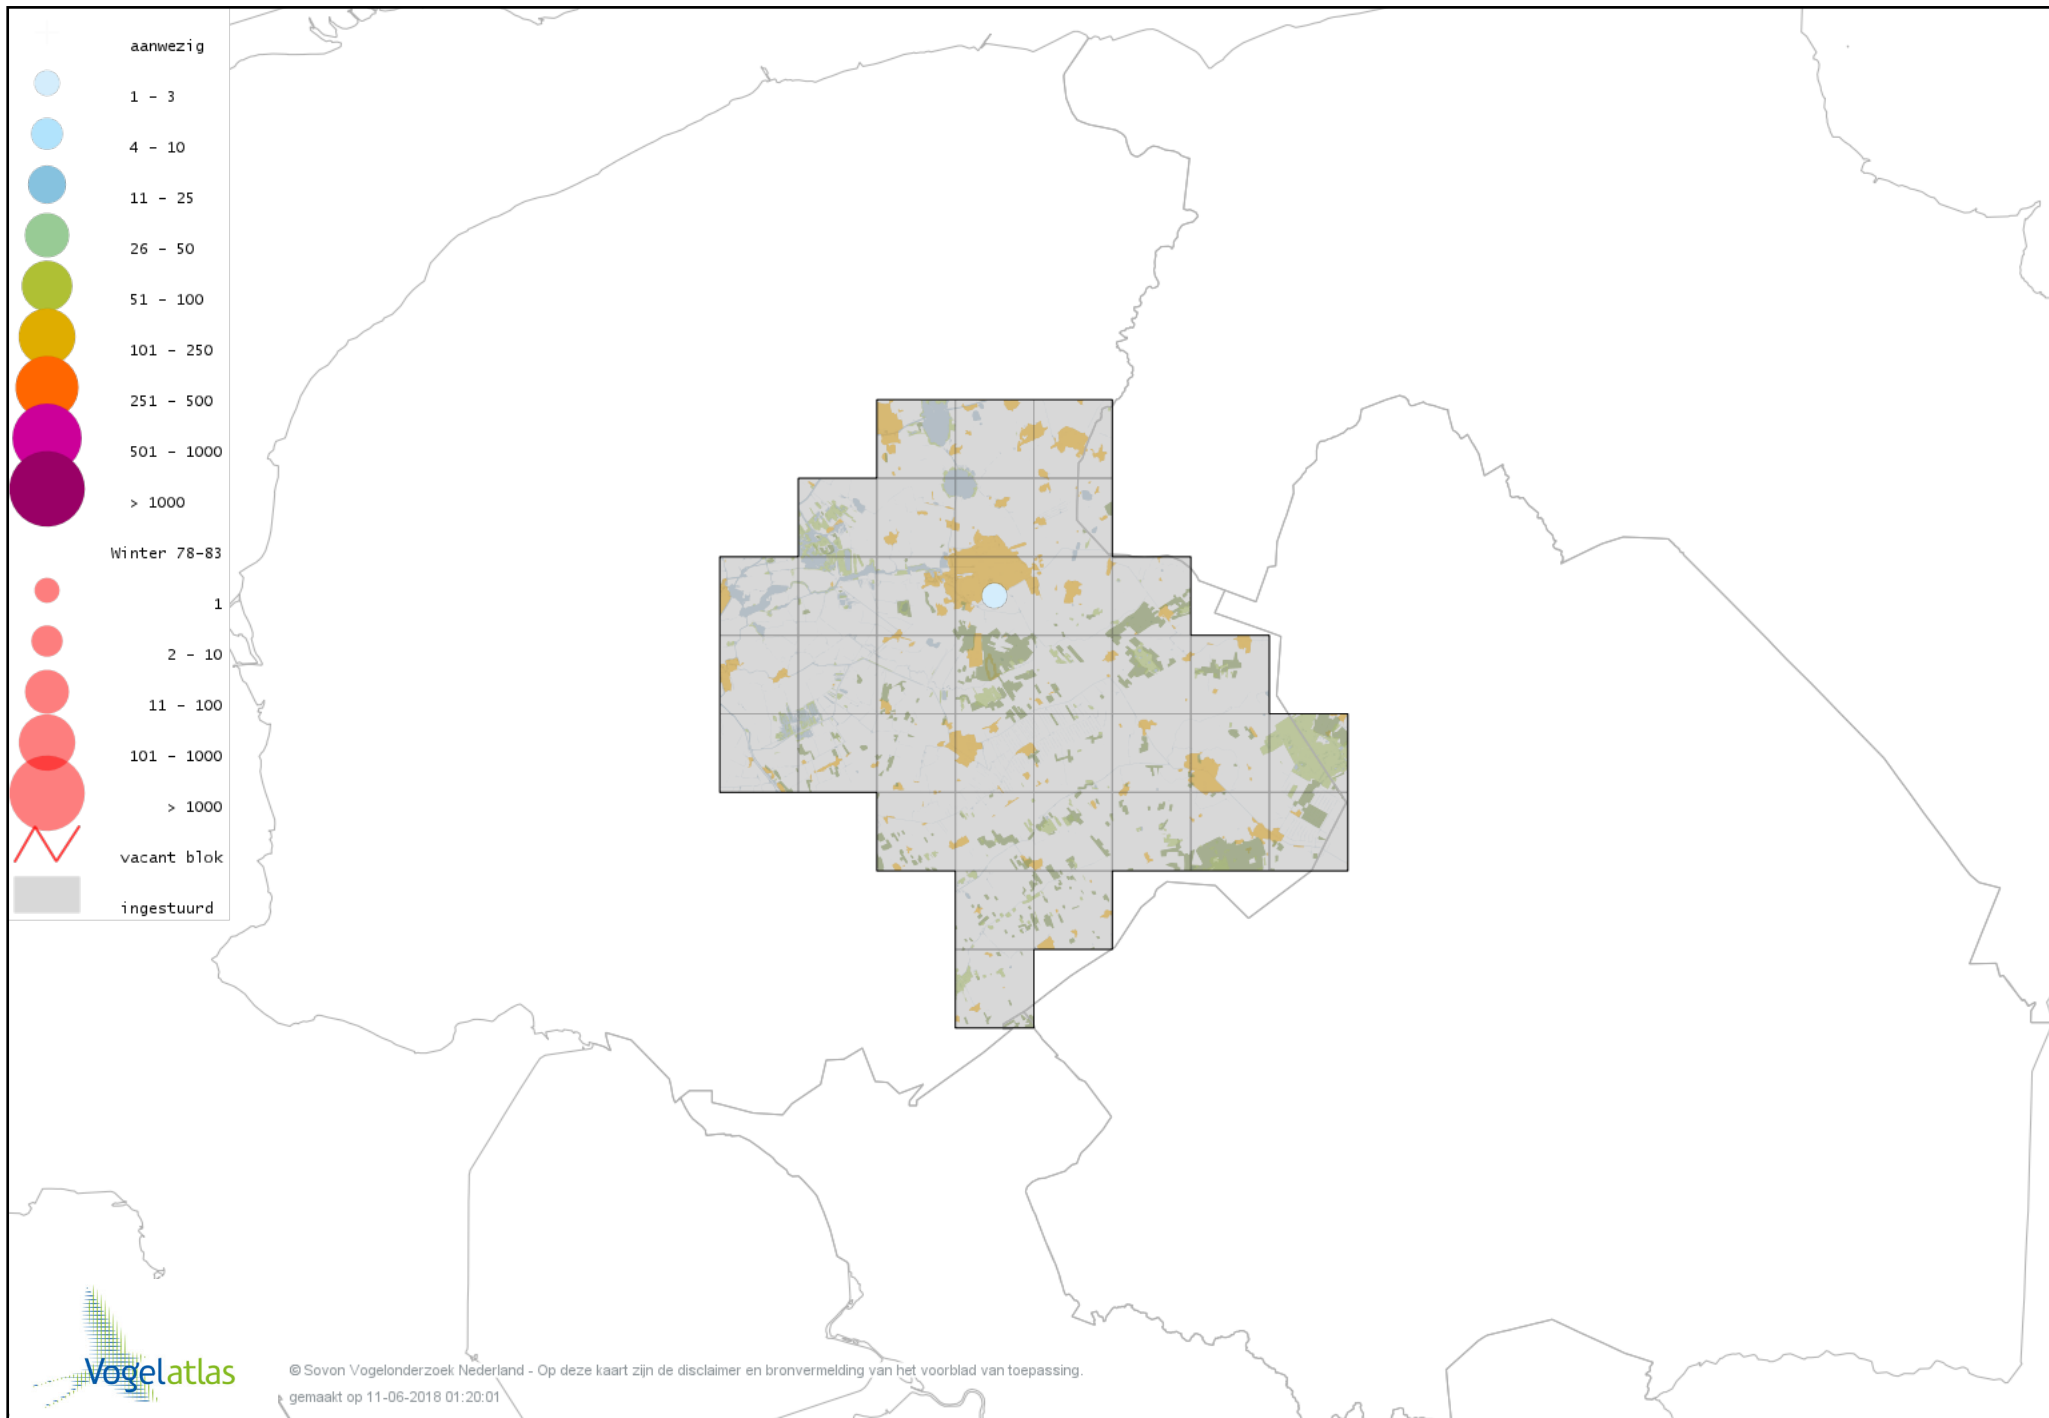 aanwezig
1 - 3
4 - 10
11 - 25
26 - 50
51 - 100
101 - 250
251 - 500
501 - 1000
> 1000
Winter 78-83
1
2 - 10
11 - 100
101 - 1000
> 1000
vacant blok
ingestuurd
Vogelatlas
© Sovon Vogelonderzoek Nederland - Op deze kaart zijn de disclaimer en bronvermelding van het voorblad van toepassing.
gemaakt op 11-06-2018 01:20:01